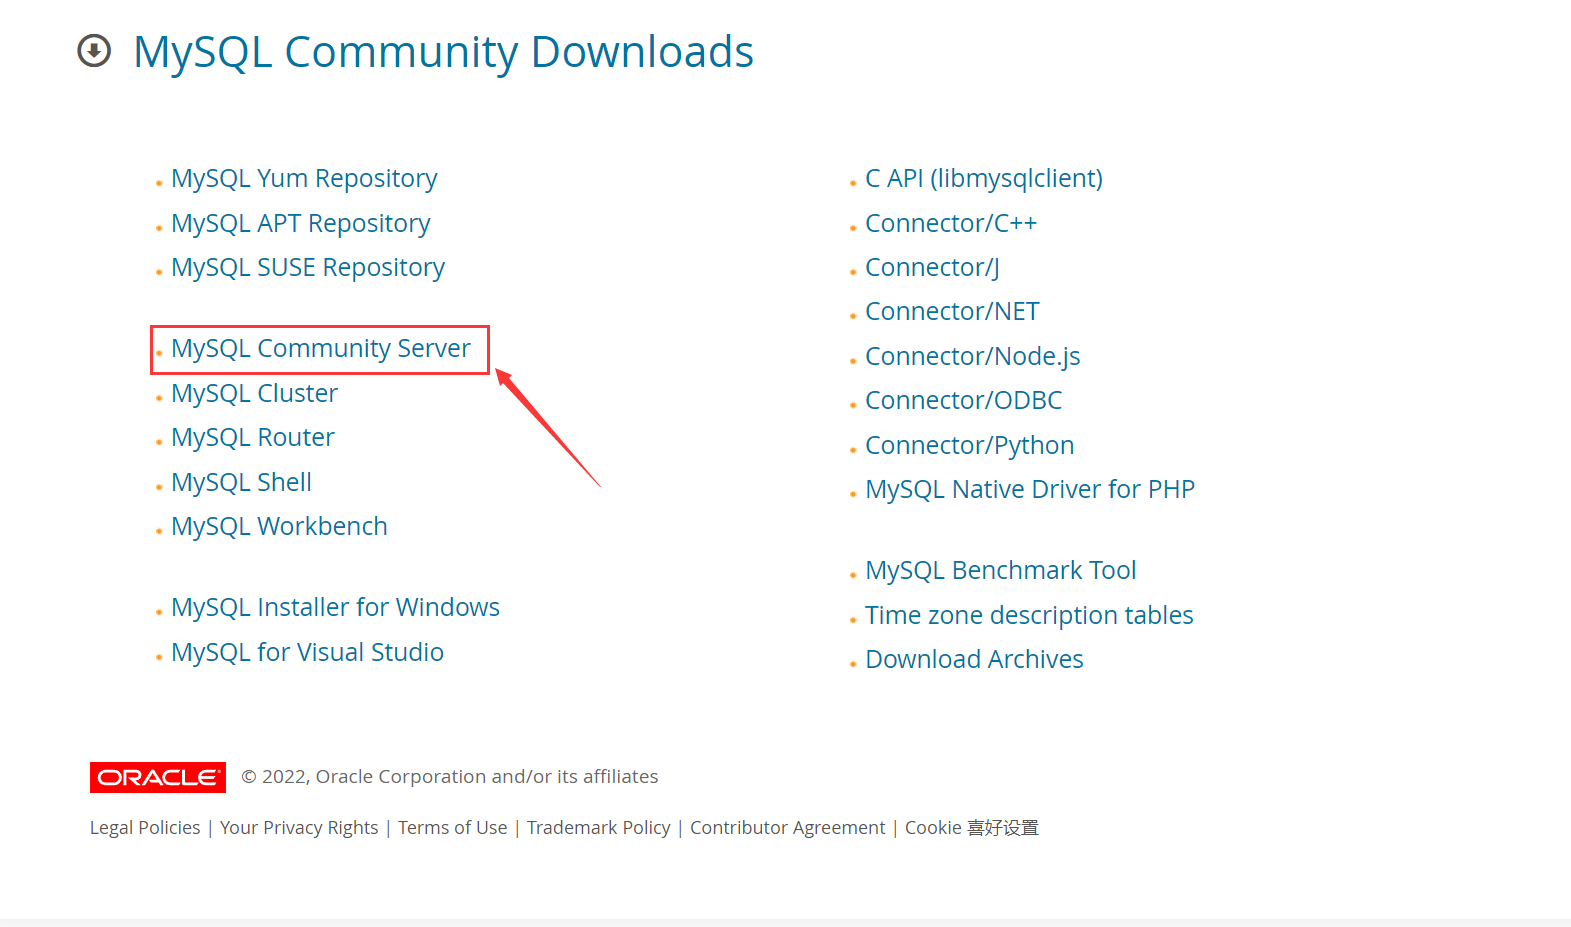 MySQL Community Downloads
MySQL Yum Repository
MySQL APT Repository
MySQL SUSE Repository
MySQL Community Server
MySQL Cluster
MySQL Router
MySQL Shell
MySQL Workbench
MySQL Installer for Windows
MySQL for Visual Studio
C API (libmysqlclient)
Connector/C++
Connector/J
Connector/NET
Connector/Node.js
Connector/ODBC
Connector/Python
MySQL Native Driver for PHP
MySQL Benchmark Tool
Time zone description tables
Download Archives
ORACLE © 2022, Oracle Corporation and/or its affiliates
Legal Policies | Your Privacy Rights | Terms of Use | Trademark Policy | Contributor Agreement | Cookie 喜好设置